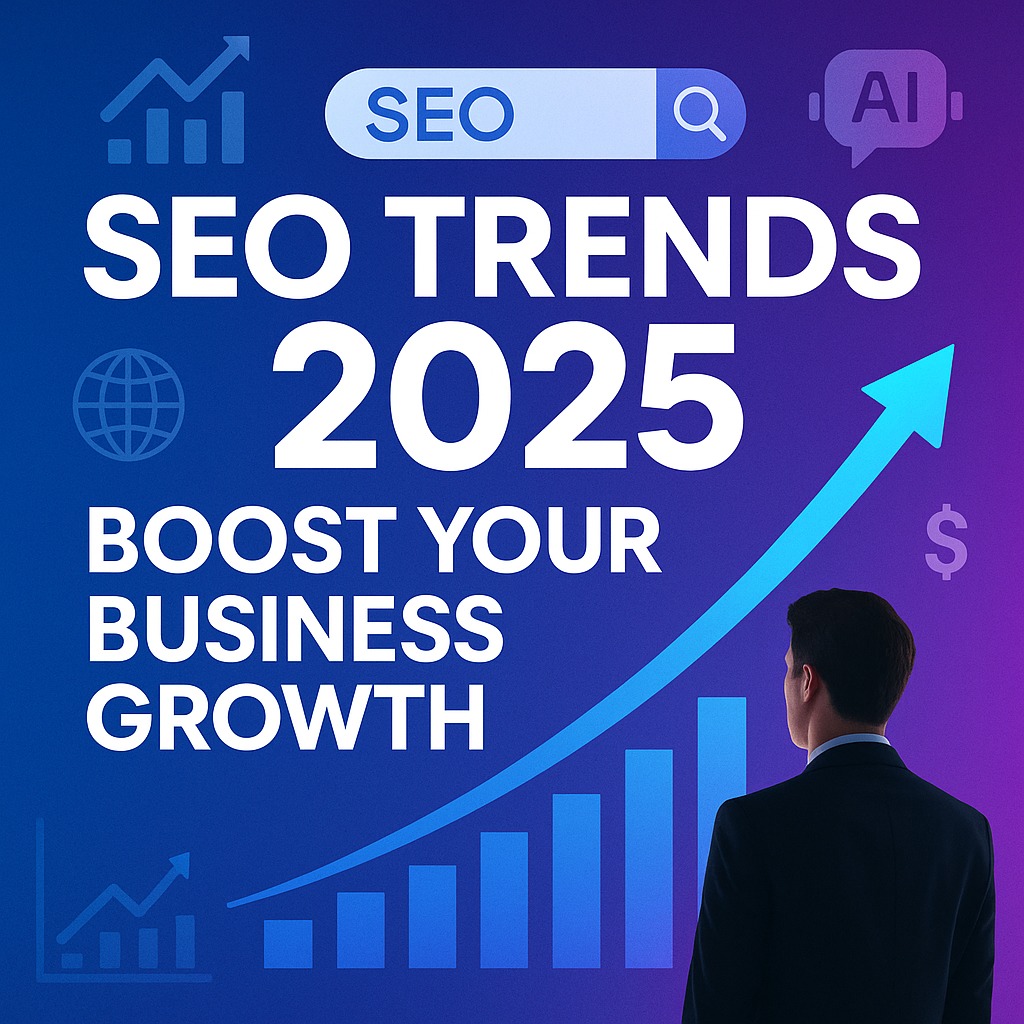 SEO
AI
SEO TRENDS
2025
$
BOOST YOUR
BUSINESS
GROWTH